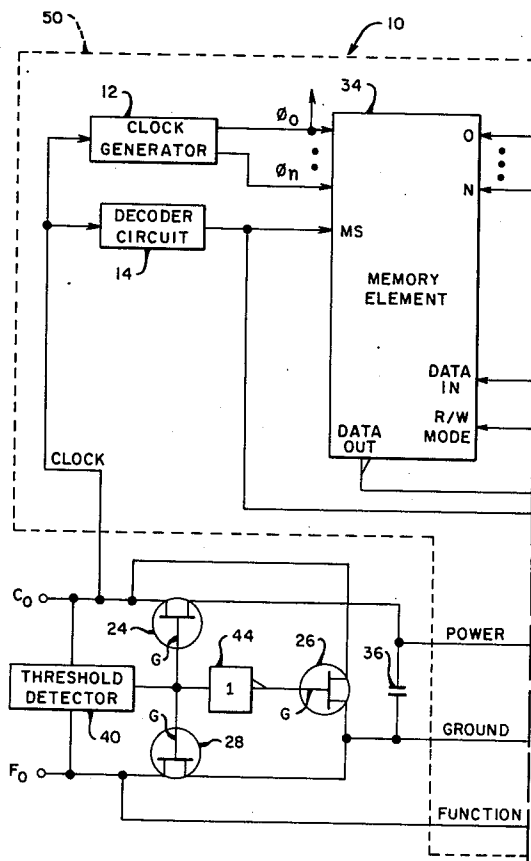 50
10
12
34
CLOCK
GENERATOR
Ø0
Øn
O
N
DECODER
CIRCUIT
14
MS
MEMORY
ELEMENT
DATA
IN
R/W
MODE
DATA
OUT
CLOCK
C0
24
G
44
1
26
G
36
POWER
THRESHOLD
DETECTOR
40
G
28
GROUND
F0
FUNCTION